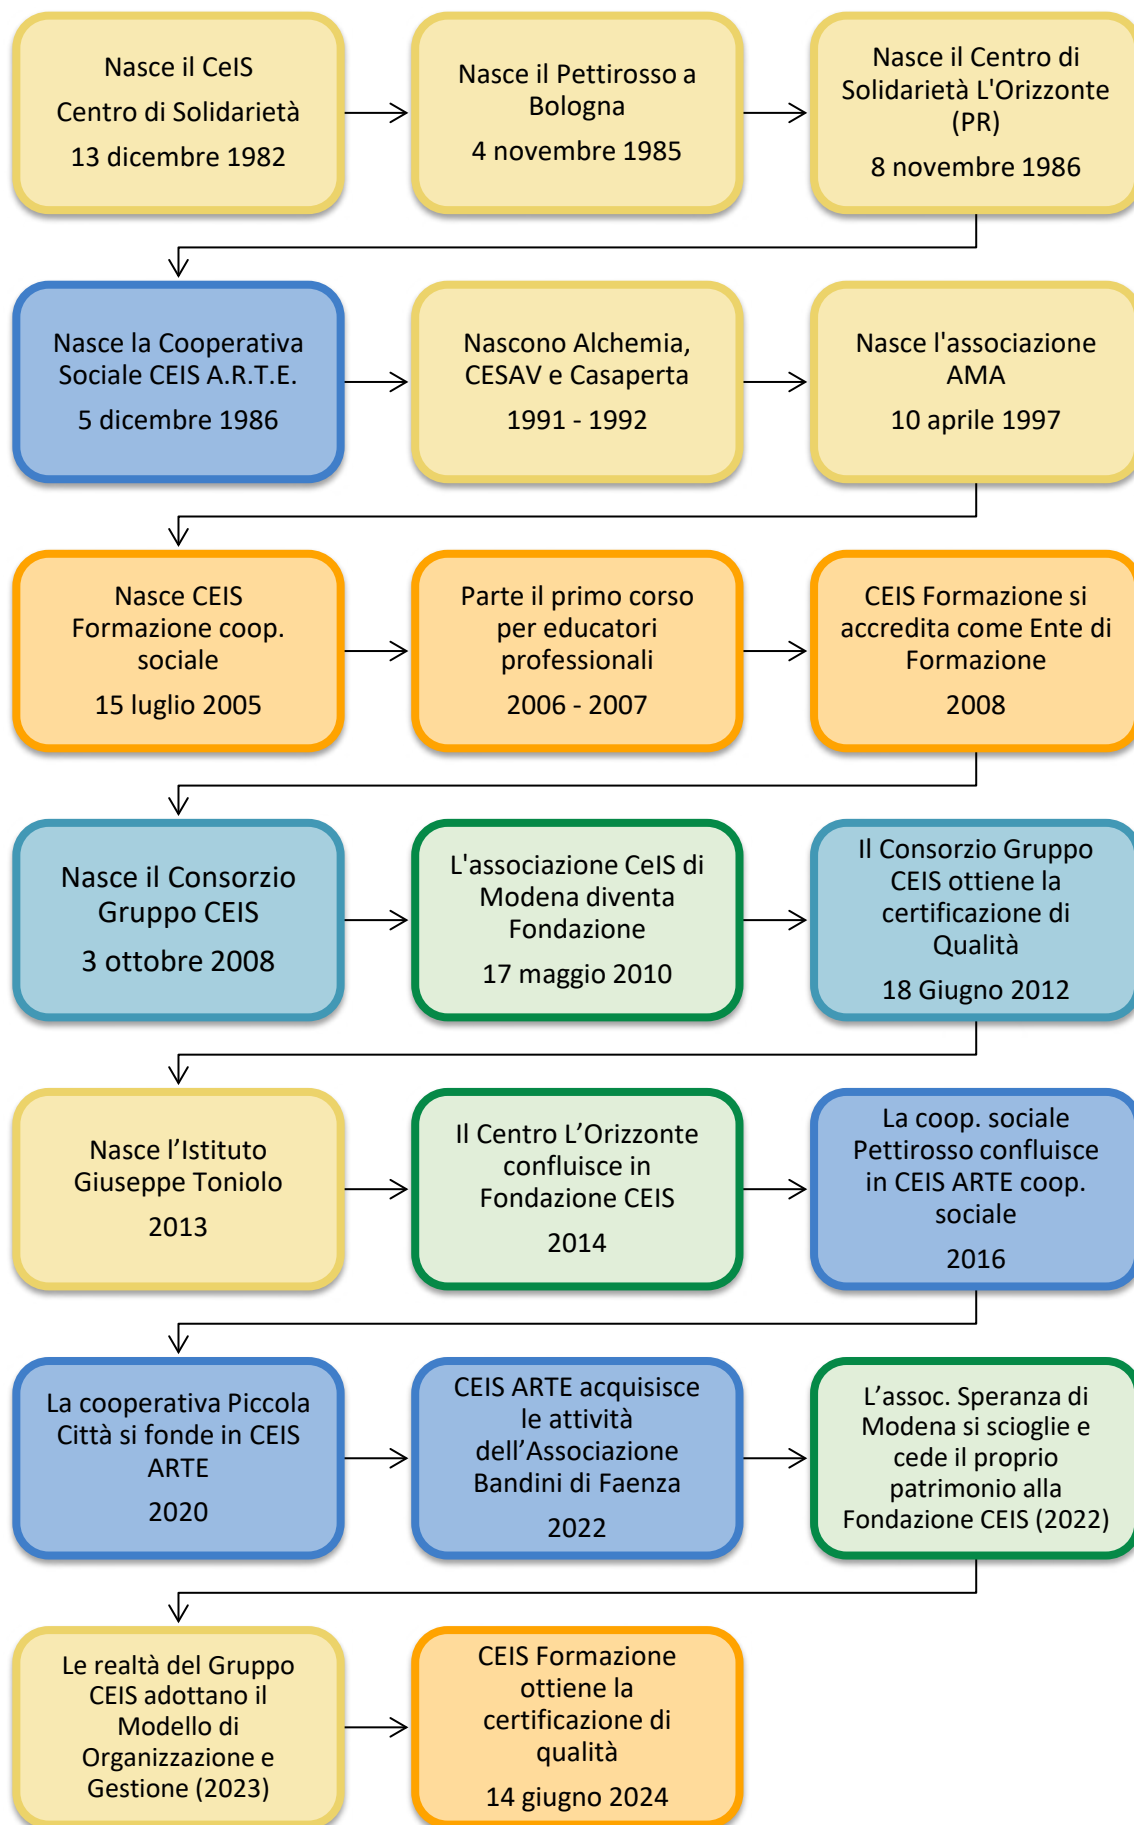 Nasce il CeIS
Centro di Solidarietà
13 dicembre 1982
Nasce il Pettirosso a
Bologna
4 novembre 1985
Nasce il Centro di
Solidarietà L'Orizzonte
(PR)
8 novembre 1986
Nasce la Cooperativa
Sociale CEIS A.R.T.E.
5 dicembre 1986
Nascono Alchemia,
CESAV e Casaperta
1991 - 1992
Nasce l'associazione
AMA
10 aprile 1997
Nasce CEIS
Formazione coop.
sociale
15 luglio 2005
Parte il primo corso
per educatori
professionali
2006 - 2007
CEIS Formazione si
accredita come Ente di
Formazione
2008
Nasce il Consorzio
Gruppo CEIS
3 ottobre 2008
L'associazione CeIS di
Modena diventa
Fondazione
17 maggio 2010
Il Consorzio Gruppo
CEIS ottiene la
certificazione di
Qualità
18 Giugno 2012
Nasce l’Istituto
Giuseppe Toniolo
2013
Il Centro L’Orizzonte
confluisce in
Fondazione CEIS
2014
La coop. sociale
Pettirosso confluisce
in CEIS ARTE coop.
sociale
2016
La cooperativa Piccola
Città si fonde in CEIS
ARTE
2020
CEIS ARTE acquisisce
le attività
dell’Associazione
Bandini di Faenza
2022
L’assoc. Speranza di
Modena si scioglie e
cede il proprio
patrimonio alla
Fondazione CEIS (2022)
Le realtà del Gruppo
CEIS adottano il
Modello di
Organizzazione e
Gestione (2023)
CEIS Formazione
ottiene la
certificazione di
qualità
14 giugno 2024